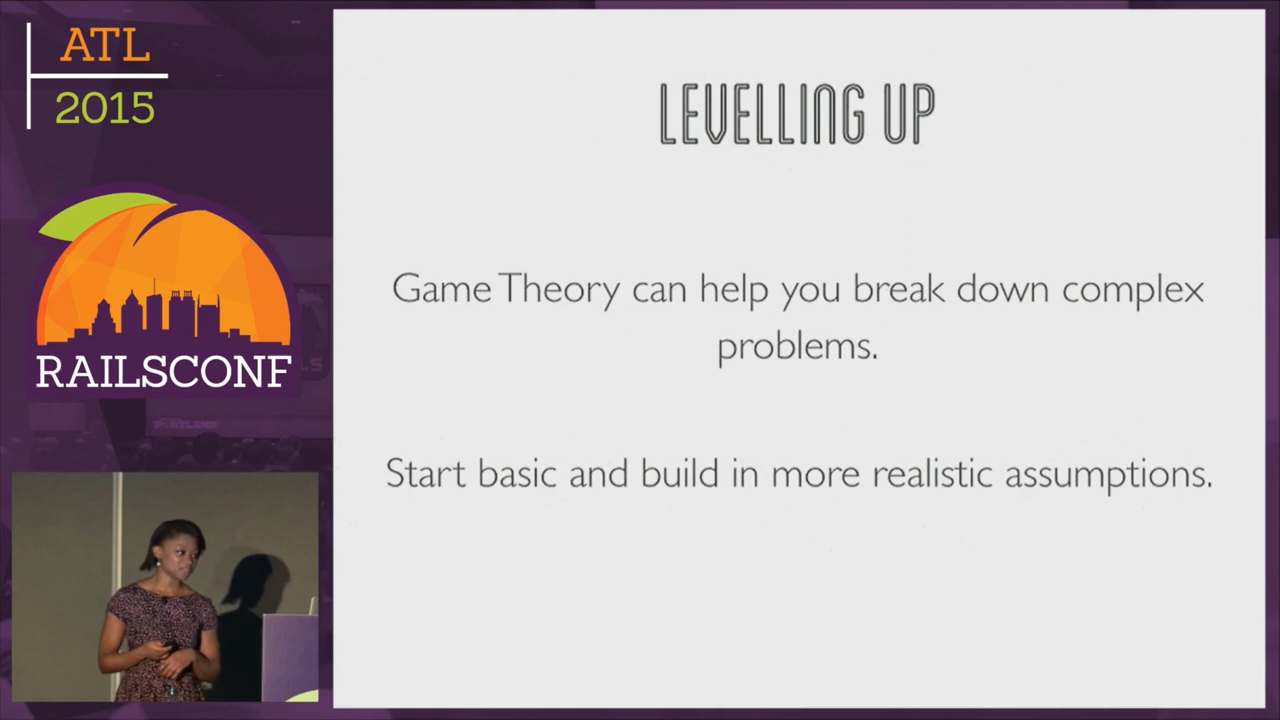 ATL
2015
RAILSCONF
LEVELLING UP
Game Theory can help you break down complex
problems.
Start basic and build in more realistic assumptions.
PORTLAND